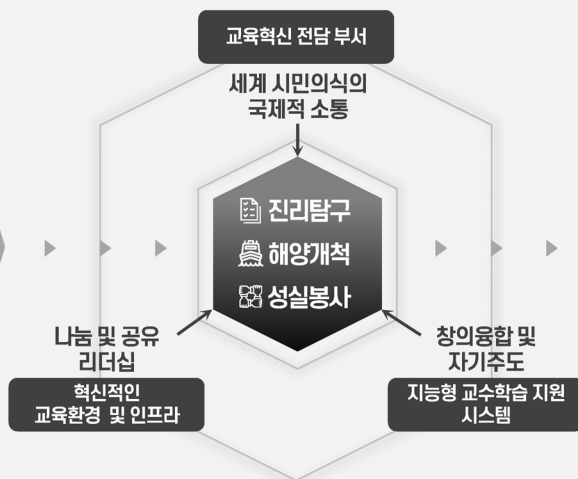 교육혁신 전담 부서
세계 시민의식의
국제적 소통
진리탐구
해양개척
성실봉사
나눔 및 공유
리더십
혁신적인
교육환경 및 인프라
창의융합 및
자기주도
지능형 교수학습 지원
시스템